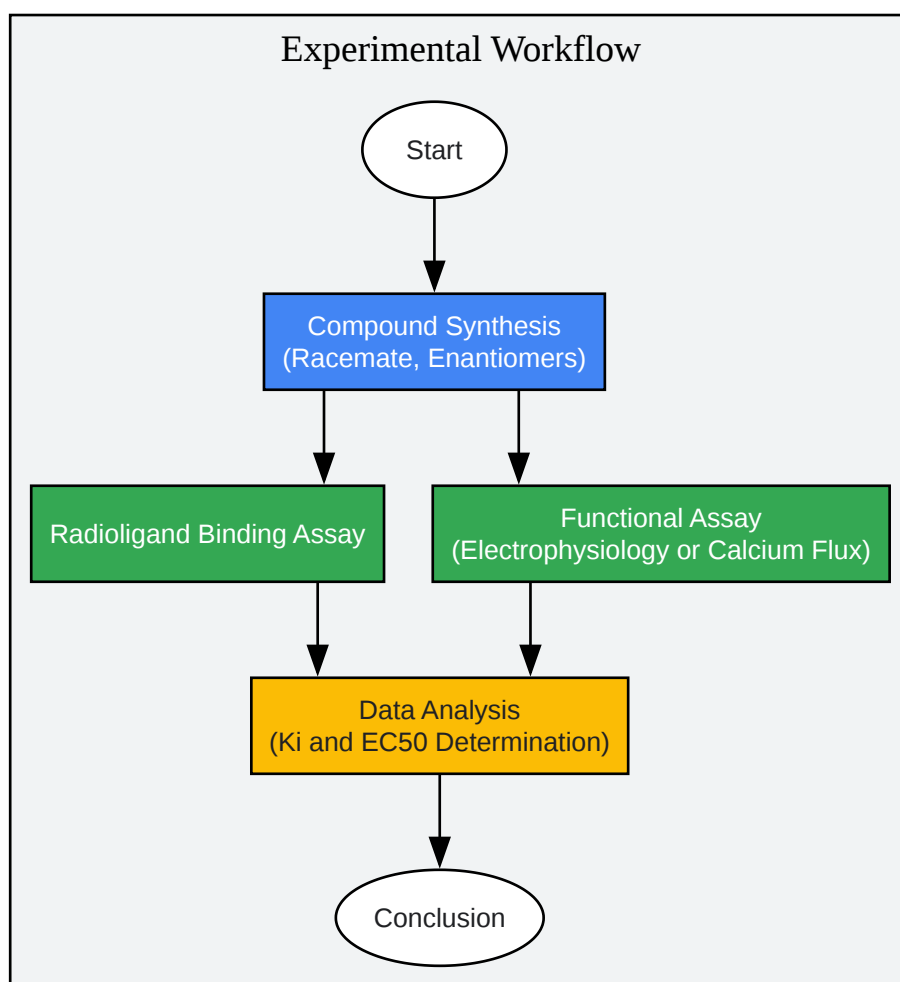 Experimental Workflow
Start
Compound Synthesis
(Racemate, Enantiomers)
Radioligand Binding Assay
Functional Assay
(Electrophysiology or Calcium Flux)
Data Analysis
(Ki and EC50 Determination)
Conclusion